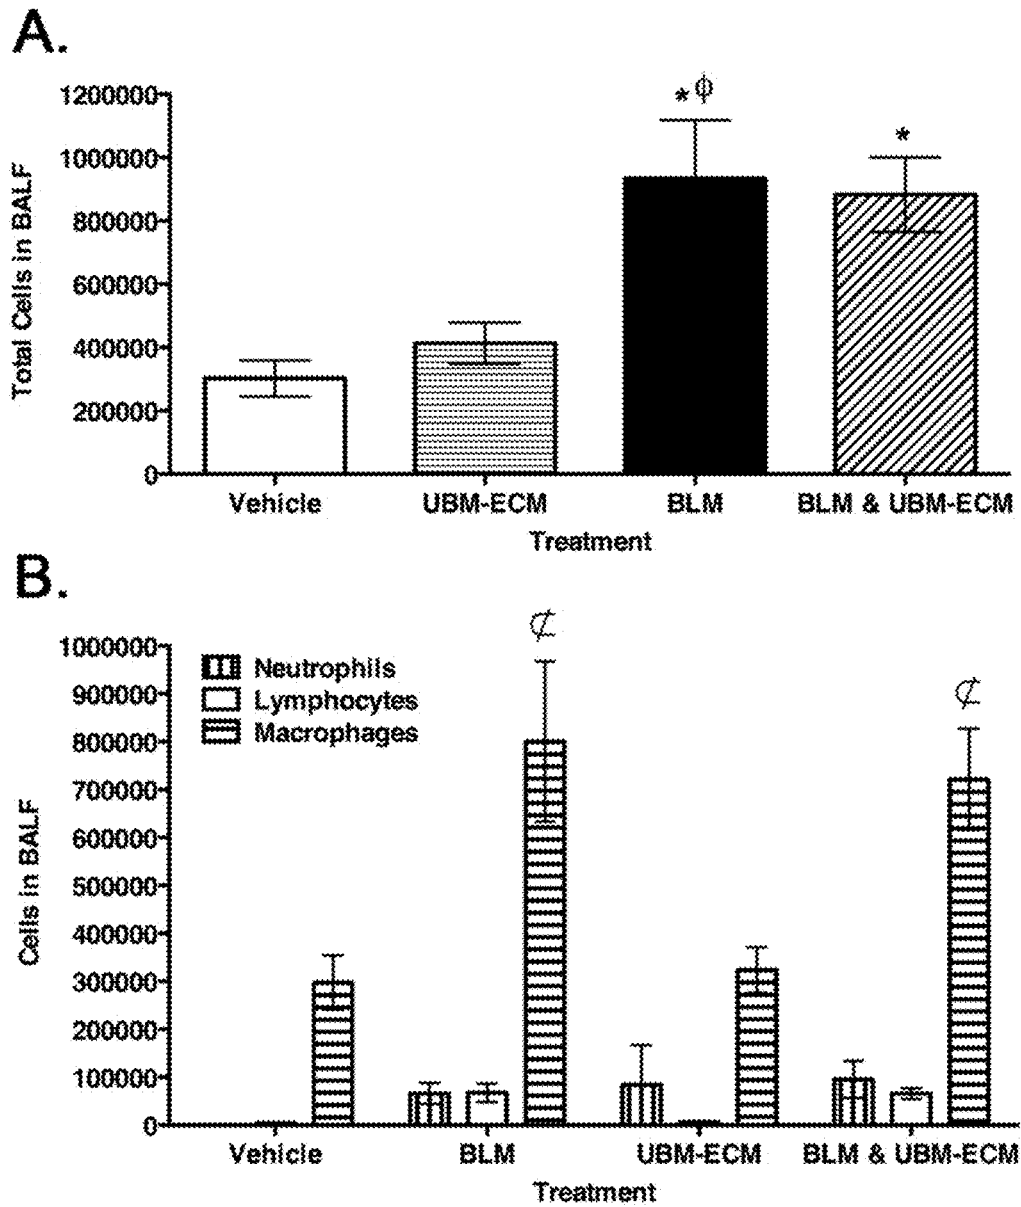 A.
* ϕ
*
1200000
1000000
800000
600000
400000
200000
0
Total Cells in BALF
Vehicle UBM-ECM BLM BLM & UBM-ECM
Treatment
B.
⊄
⊄
1000000
900000
800000
700000
600000
500000
400000
300000
200000
100000
0
Neutrophils
Lymphocytes
Macrophages
Cells in BALF
Vehicle BLM UBM-ECM BLM & UBM-ECM
Treatment